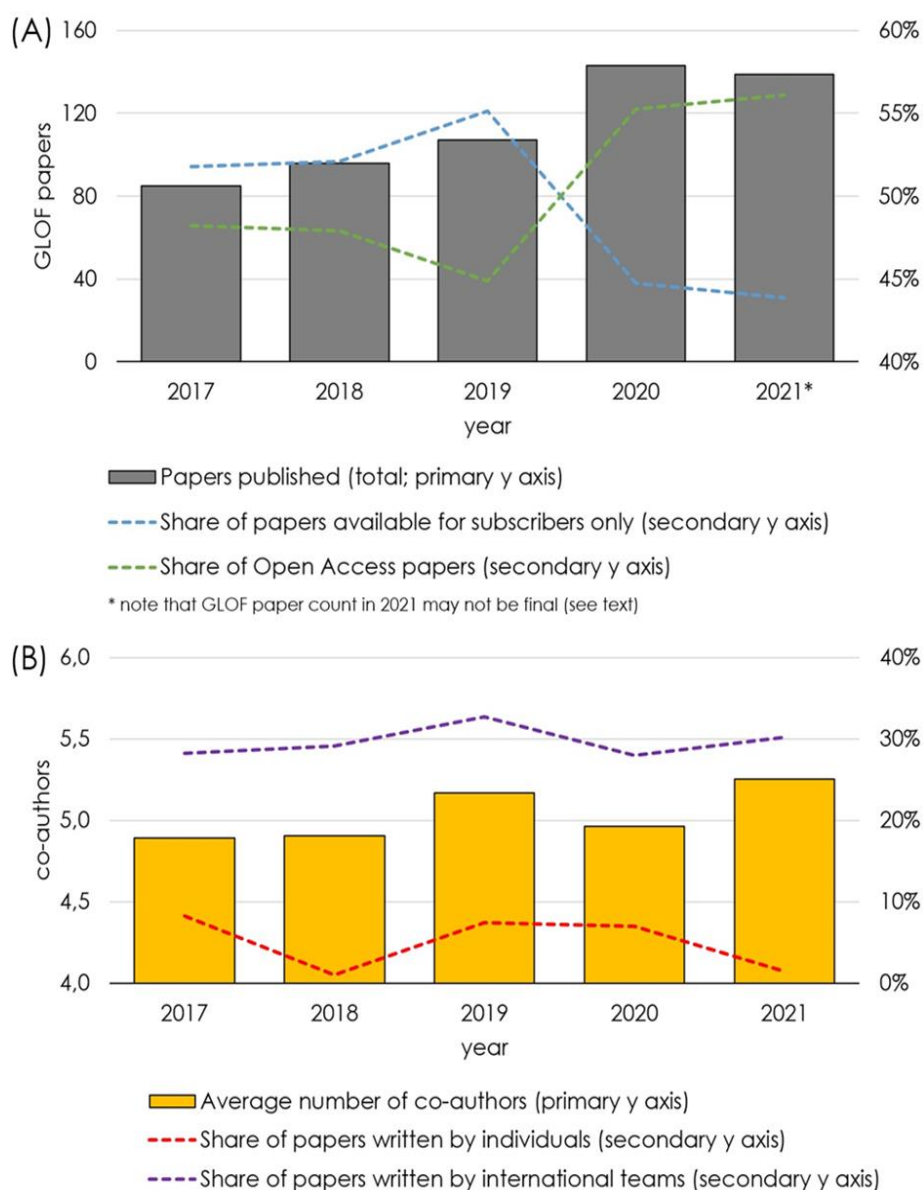 (A)
160
120
80
40
0
GLOF papers
60%
55%
50%
45%
40%
2017 2018 2019 2020 2021*
year
Papers published (total; primary y axis)
Share of papers available for subscribers only (secondary y axis)
Share of Open Access papers (secondary y axis)
* note that GLOF paper count in 2021 may not be final (see text)
(B)
6,0
5,5
5,0
4,5
4,0
co-authors
40%
30%
20%
10%
0%
2017 2018 2019 2020 2021
year
Average number of co-authors (primary y axis)
Share of papers written by individuals (secondary y axis)
Share of papers written by international teams (secondary y axis)